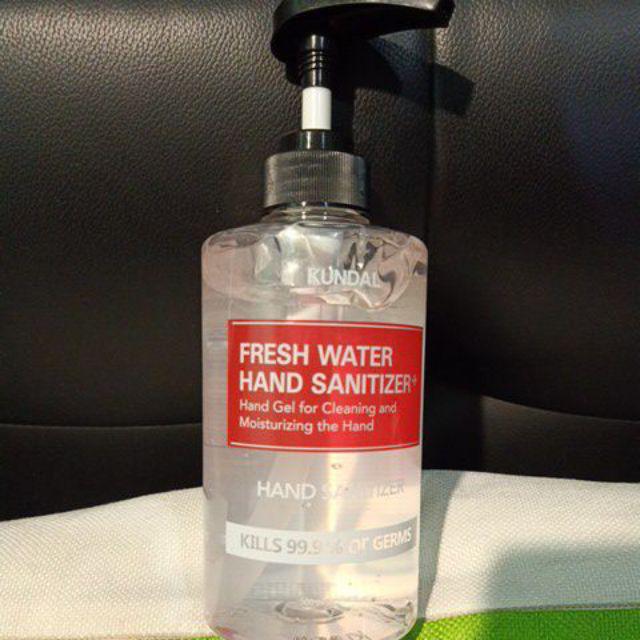 KUNDAL
FRESH WATER
HAND SANITIZER+
Hand Gel for Cleaning and
Moisturizing the Hand
HAND SANITIZER
KILLS 99.9% OF GERMS